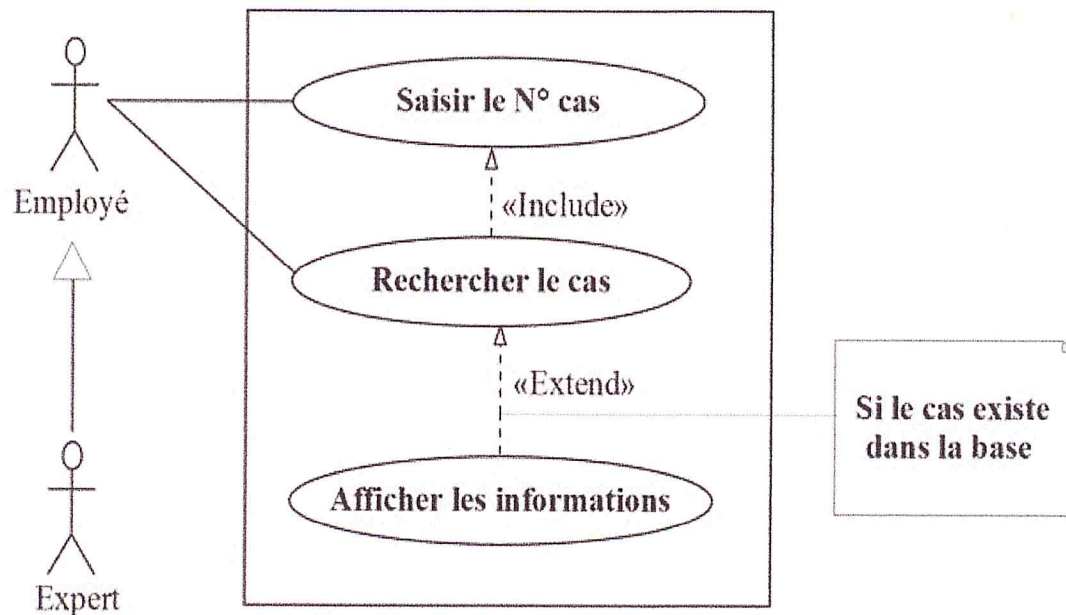 Saisir le N° cas
Employé
«Include»
Rechercher le cas
«Extend»
Si le cas existe
dans la base
Afficher les informations
Expert